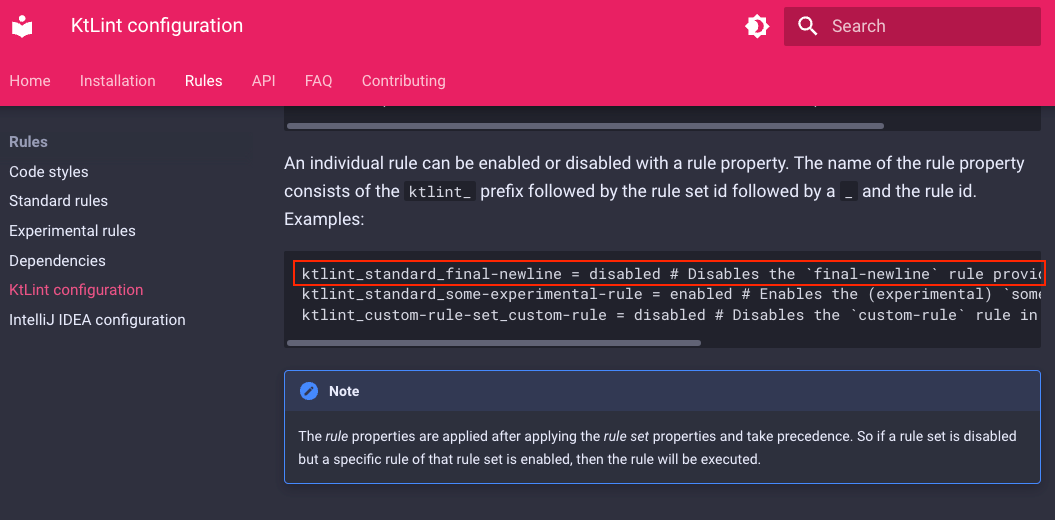 KtLint configuration
Search
Home Installation Rules API FAQ Contributing
Rules
Code styles
Standard rules
Experimental rules
Dependencies
KtLint configuration
IntelliJ IDEA configuration
An individual rule can be enabled or disabled with a rule property. The name of the rule property
consists of the ktlint_ prefix followed by the rule set id followed by a _ and the rule id.
Examples:
ktlint_standard_final-newline = disabled # Disables the `final-newline` rule provid
ktlint_standard_some-experimental-rule = enabled # Enables the (experimental) `some
ktlint_custom-rule-set_custom-rule = disabled # Disables the `custom-rule` rule in
Note
The rule properties are applied after applying the rule set properties and take precedence. So if a rule set is disabled
but a specific rule of that rule set is enabled, then the rule will be executed.